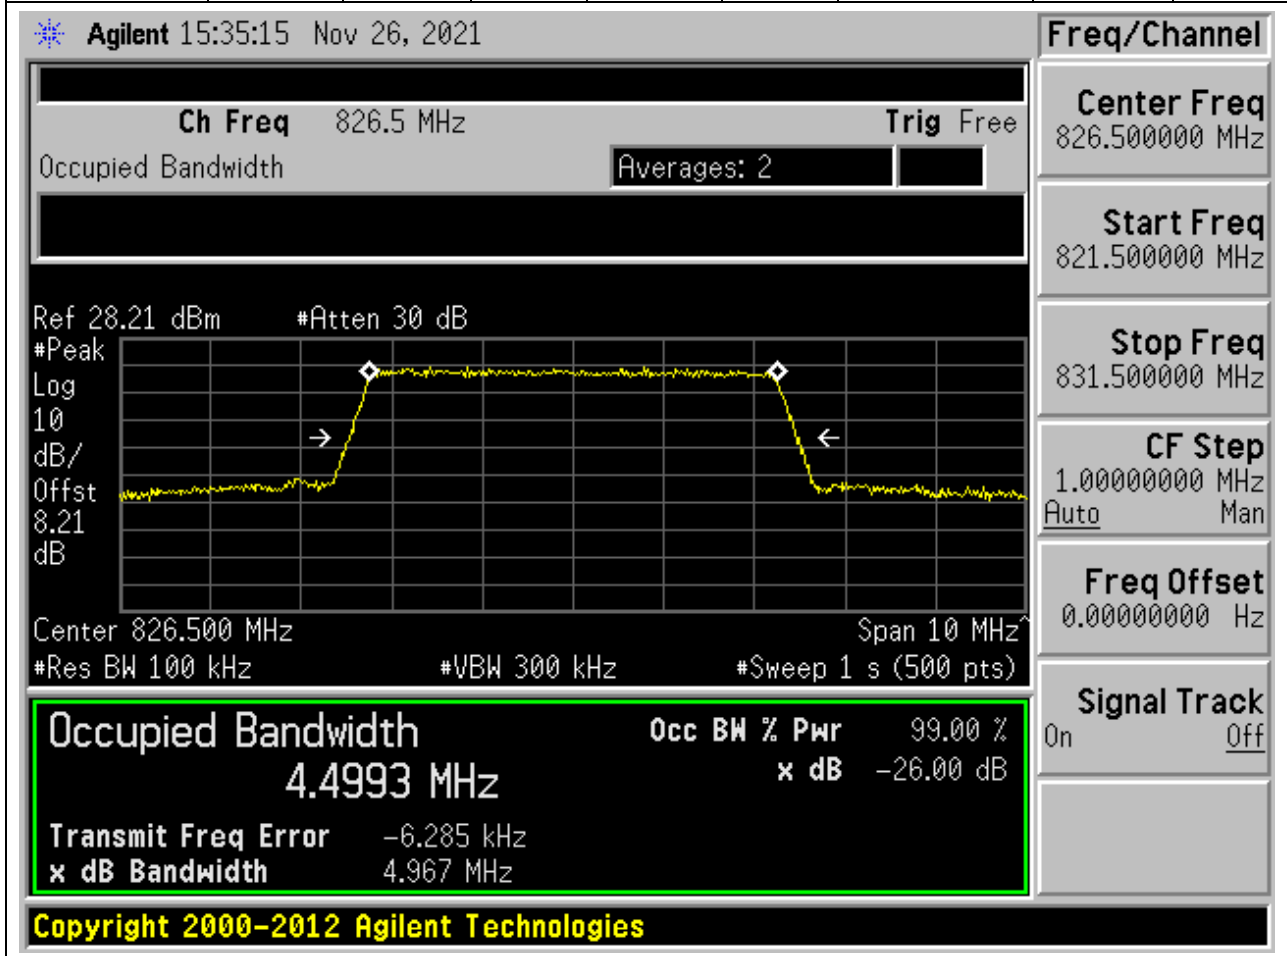 Agilent 15:35:15 Nov 26, 2021
Freq/Channel
Ch Freq 826.5 MHz Trig Free
Occupied Bandwidth Averages: 2
Center Freq
826.500000 MHz
Start Freq
821.500000 MHz
Stop Freq
831.500000 MHz
CF Step
1.00000000 MHz
Auto Man
Freq Offset
0.00000000 Hz
Signal Track
On Off
Ref 28.21 dBm #Atten 30 dB
#Peak
Log
10
dB/
Offst
8.21
dB
Center 826.500 MHz Span 10 MHz^
#Res BW 100 kHz #VBW 300 kHz #Sweep 1 s (500 pts)
Occupied Bandwidth Occ BW % Pwr 99.00 %
4.4993 MHz x dB -26.00 dB
Transmit Freq Error -6.285 kHz
x dB Bandwidth 4.967 MHz
Copyright 2000-2012 Agilent Technologies